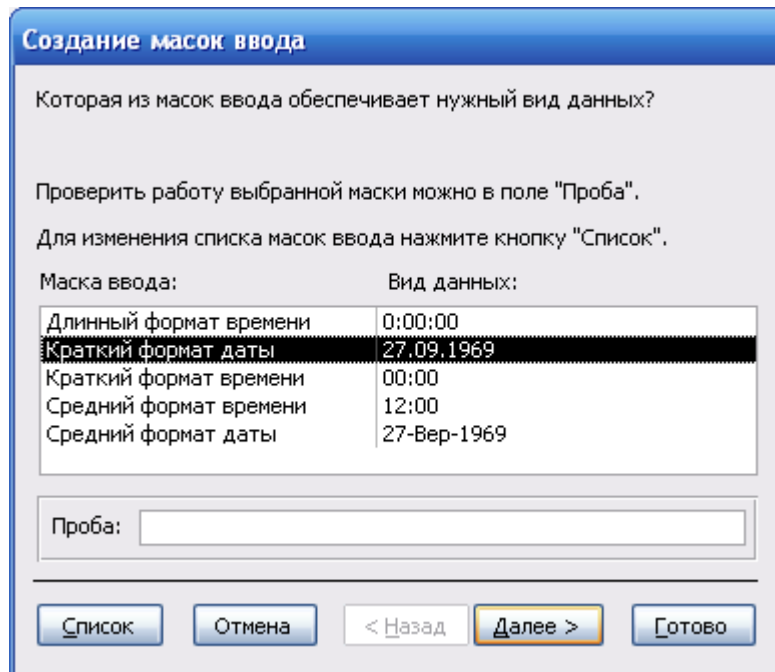 Создание масок ввода
Которая из масок ввода обеспечивает нужный вид данных?
Проверить работу выбранной маски можно в поле "Проба".
Для изменения списка масок ввода нажмите кнопку "Список".
Маска ввода: Вид данных:
Длинный формат времени 0:00:00
Краткий формат даты 27.09.1969
Краткий формат времени 00:00
Средний формат времени 12:00
Средний формат даты 27-Вер-1969
Проба:
Список Отмена < Назад Далее > Готово